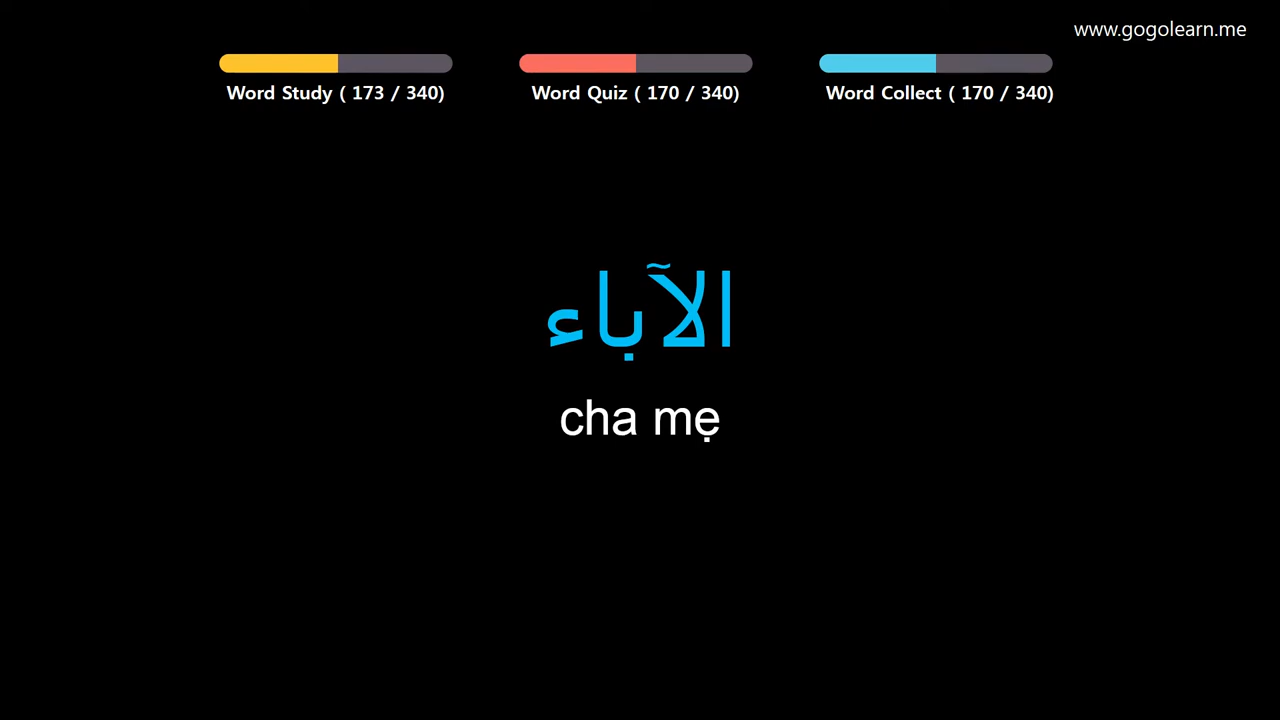 www.gogolearn.me
Word Study ( 173 / 340)
Word Quiz ( 170 / 340)
Word Collect ( 170 / 340)
الآباء
cha mẹ